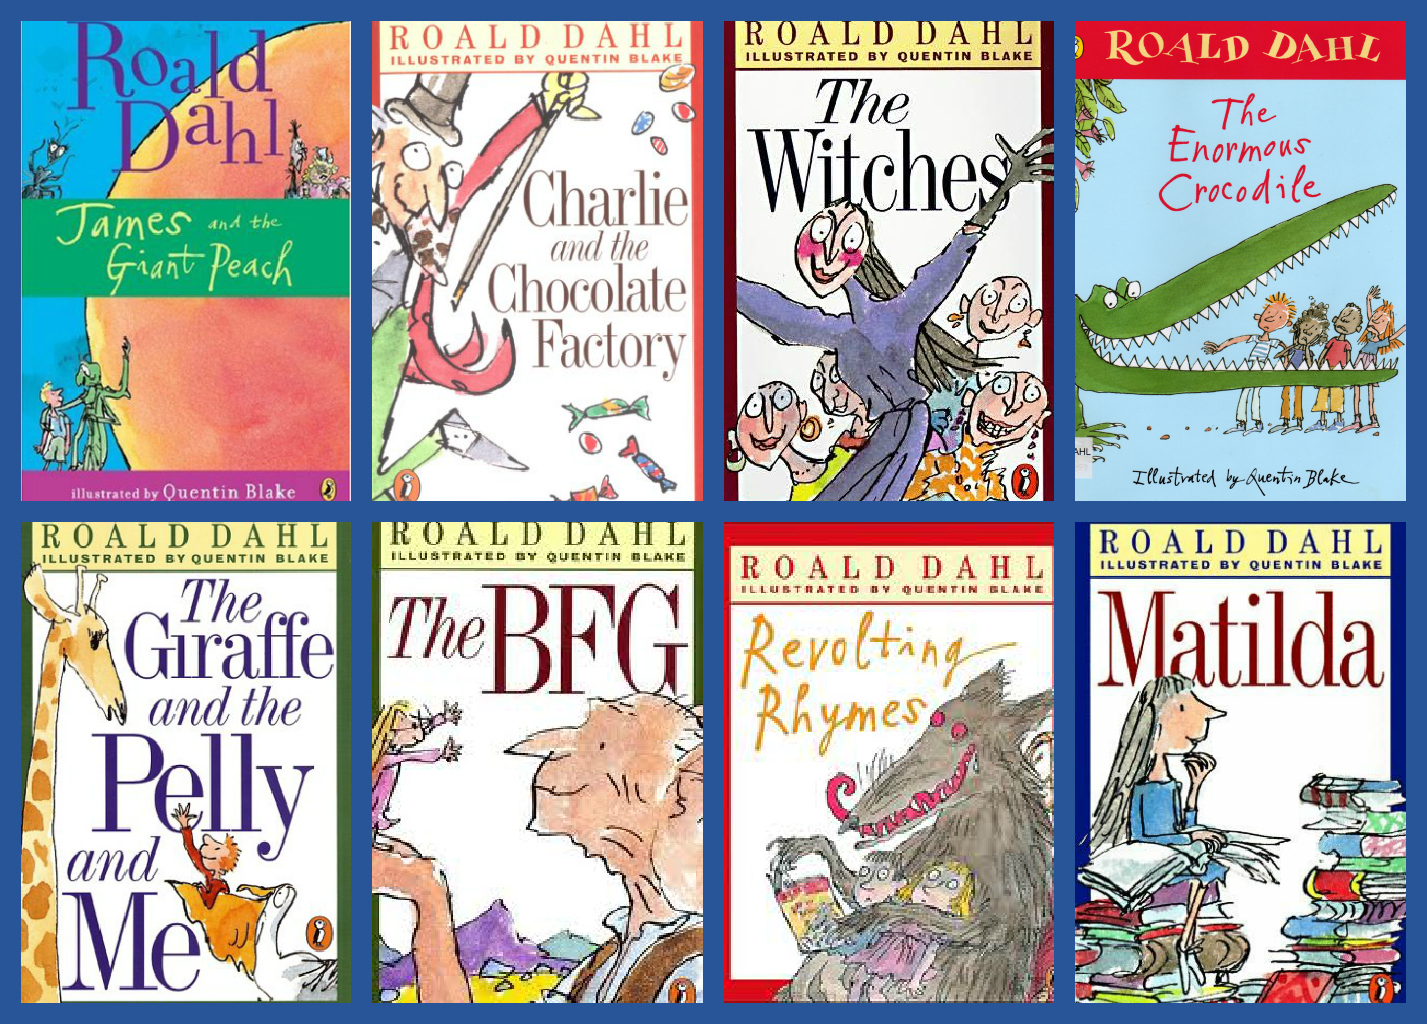 Roald
Dahl
James and the
Giant Peach
illustrated by Quentin Blake
ROALD DAHL
ILLUSTRATED BY QUENTIN BLAKE
Charlie
and the
Chocolate
Factory
ROALD DAHL
ILLUSTRATED BY QUENTIN BLAKE
The
Witches
ROALD DAHL
The
Enormous
Crocodile
AHL
Illustrated by Quentin Blake
ROALD DAHL
ILLUSTRATED BY QUENTIN BLAKE
The
Giraffe
and the
Pelly
and
Me
ROALD DAHL
ILLUSTRATED BY QUENTIN BLAKE
The BFG
ROALD DAHL
ILLUSTRATED BY QUENTIN BLAKE
Revolting
Rhymes
ROALD DAHL
ILLUSTRATED BY QUENTIN BLAKE
Matilda